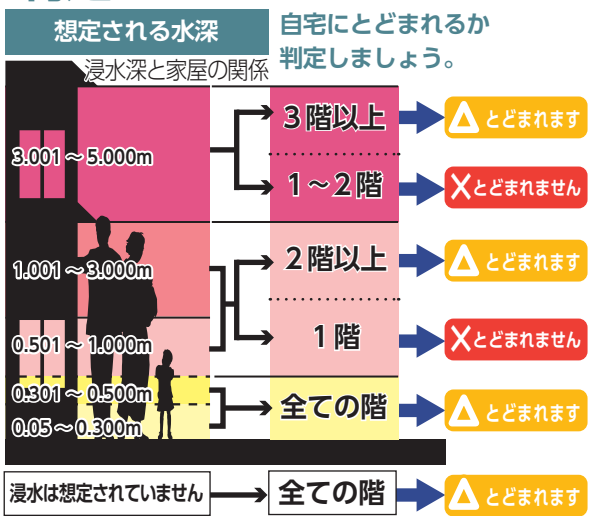 想定される水深
自宅にとどまれるか
判定しましょう。
浸水深と家屋の関係
3.001～5.000m
3階以上
△とどまれます
1～2階
×とどまれません
1.001～3.000m
2階以上
△とどまれます
0.501～1.000m
1階
×とどまれません
0.301～0.500m
0.05～0.300m
全ての階
△とどまれます
浸水は想定されていません
全ての階
△とどまれます